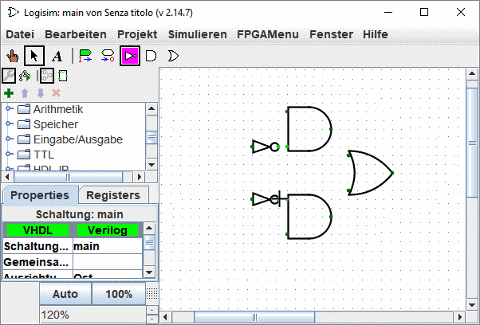 Logisim: main von Senza titolo (v 2.14.7)
Datei Bearbeiten Projekt Simulieren FPGAMenu Fenster Hilfe
A
Arithmetik
Speicher
Eingabe/Ausgabe
TTL
HDL-IP
Properties Registers
Schaltung: main
VHDL Verilog
Schaltung... main
Gemeinsa...
Ausrichtu... Ost
Auto 100%
120%